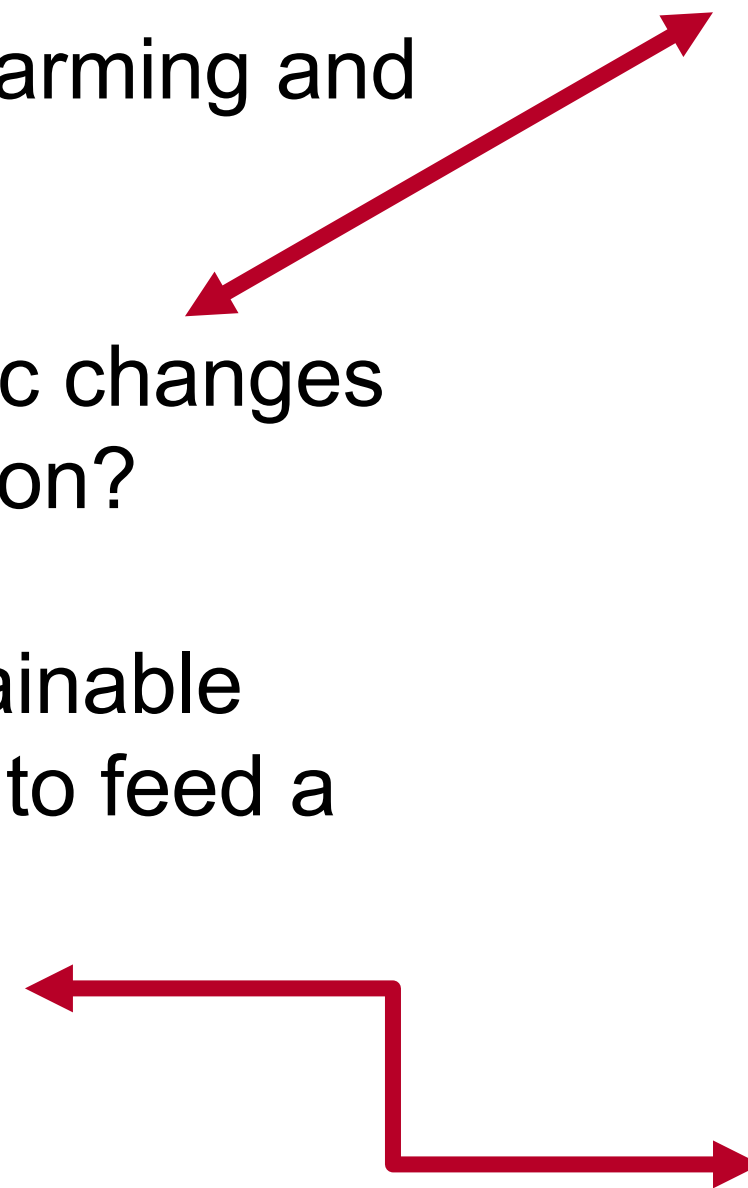 arming and
c changes
on?
ainable
to feed a